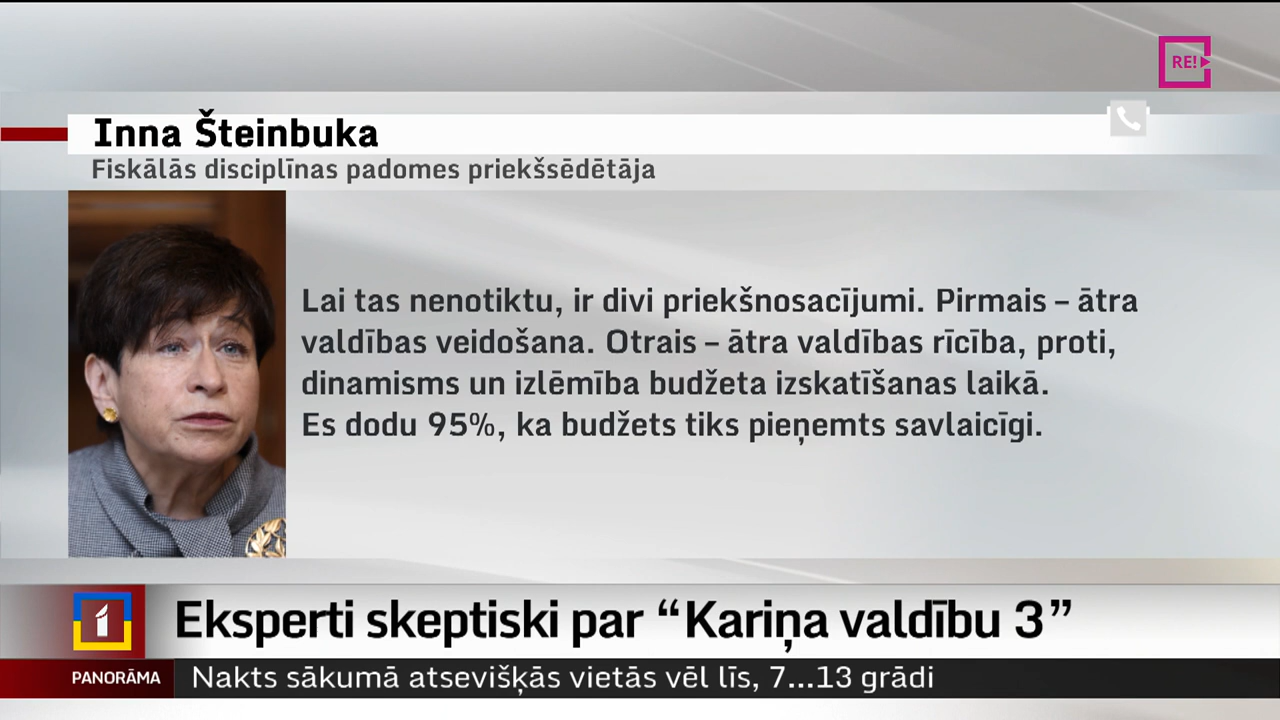 RE!
Inna Šteinbuka
Fiskālās disciplīnas padomes priekšsēdētāja
Lai tas nenotiktu, ir divi priekšnosacījumi. Pirmais – ātra
valdības veidošana. Otrais – ātra valdības rīcība, proti,
dinamisms un izlēmība budžeta izskatīšanas laikā.
Es dodu 95%, ka budžets tiks pieņemts savlaicīgi.
1
Eksperti skeptiski par “Kariņa valdību 3”
PANORĀMA
Nakts sākumā atsevišķās vietās vēl līs, 7...13 grādi